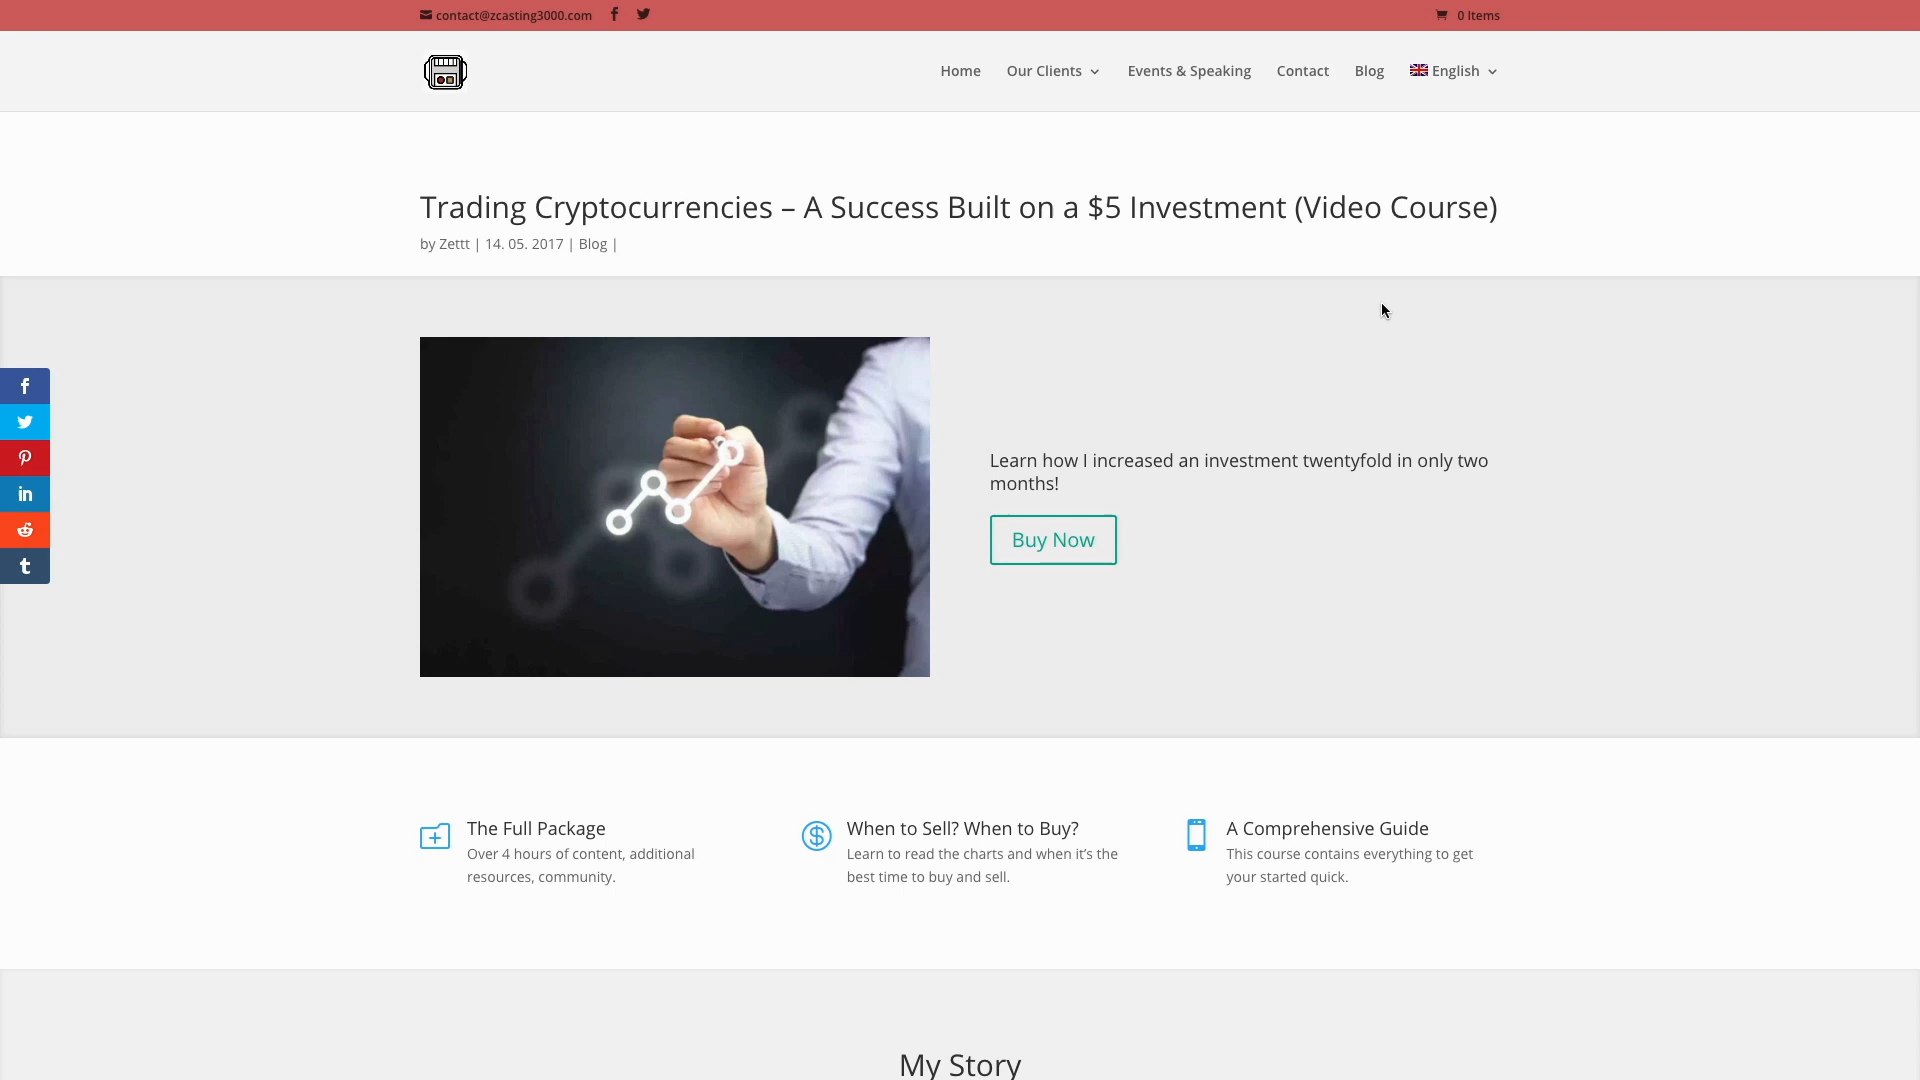 contact@zcasting3000.com
0 Items
Home
Our Clients
Events & Speaking
Contact
Blog
English
Trading Cryptocurrencies – A Success Built on a $5 Investment (Video Course)
by Zettt | 14. 05. 2017 | Blog |
Learn how I increased an investment twentyfold in only two
months!
Buy Now
The Full Package
Over 4 hours of content, additional
resources, community.
When to Sell? When to Buy?
Learn to read the charts and when it’s the
best time to buy and sell.
A Comprehensive Guide
This course contains everything to get
your started quick.
My Story